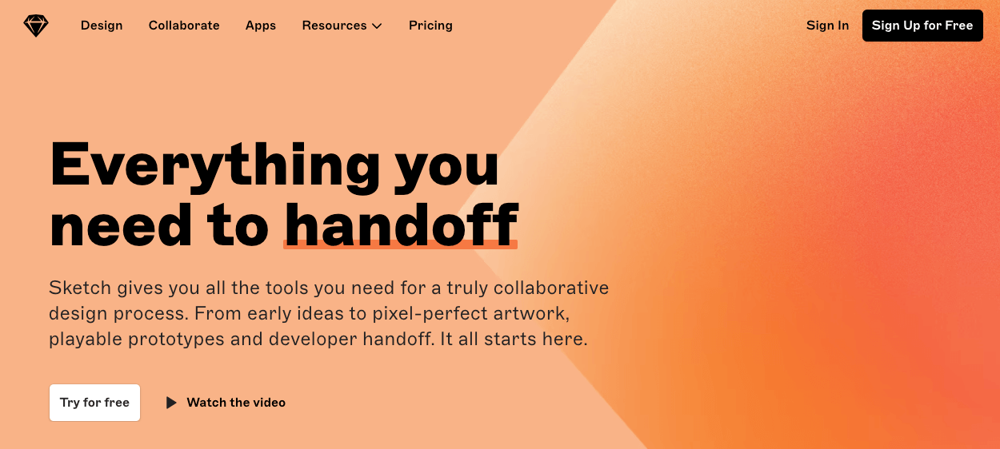 Design Collaborate Apps Resources Pricing Sign In Sign Up for Free
Everything you
need to handoff
Sketch gives you all the tools you need for a truly collaborative
design process. From early ideas to pixel-perfect artwork,
playable prototypes and developer handoff. It all starts here.
Try for free Watch the video